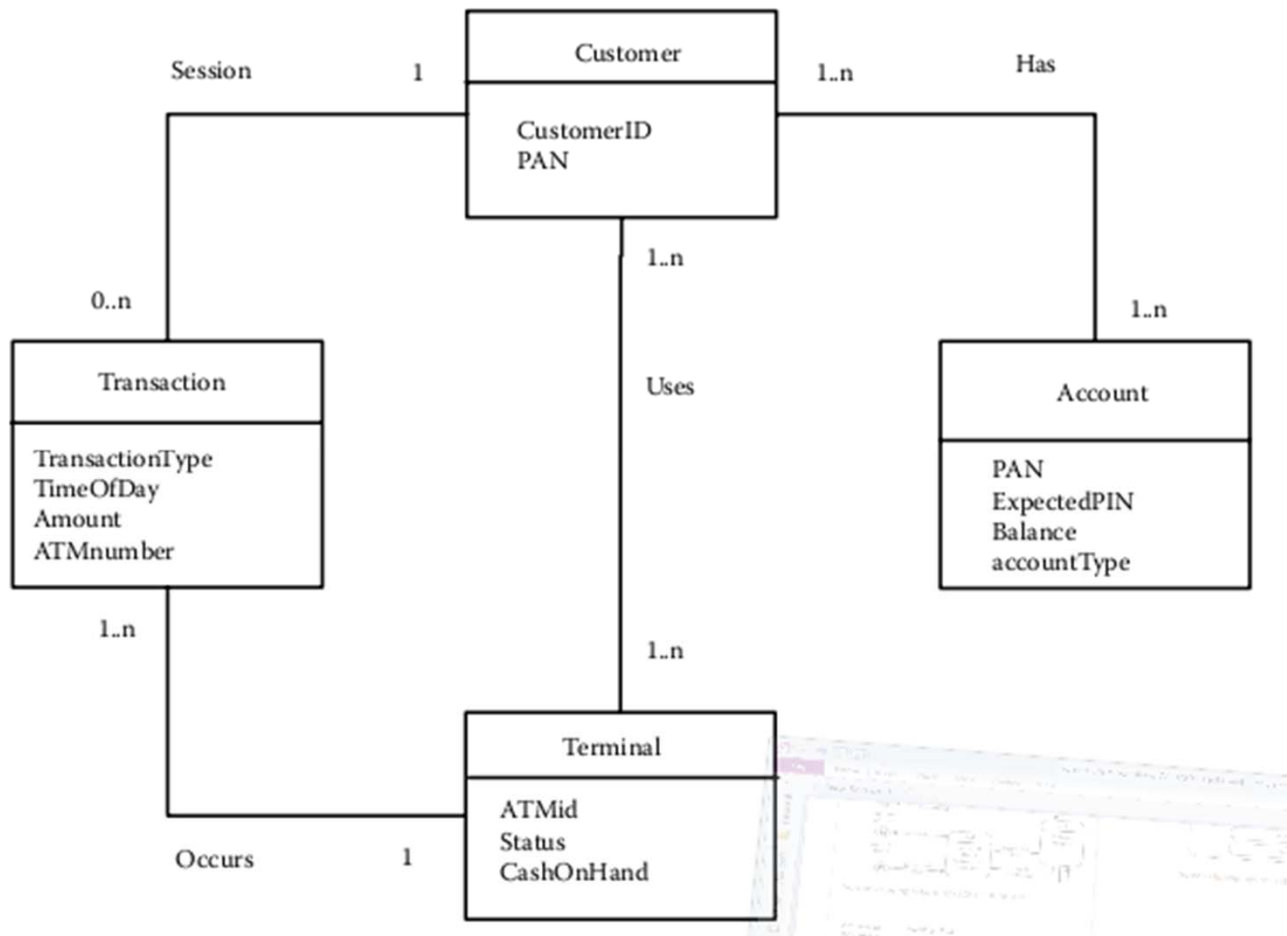 Customer
Session
1
1..n
Has
CustomerID
PAN
1..n
0..n
1..n
Transaction
Uses
Account
TransactionType
TimeOfDay
Amount
ATMnumber
PAN
ExpectedPIN
Balance
accountType
1..n
1..n
Terminal
ATMid
Status
CashOnHand
Occurs
1